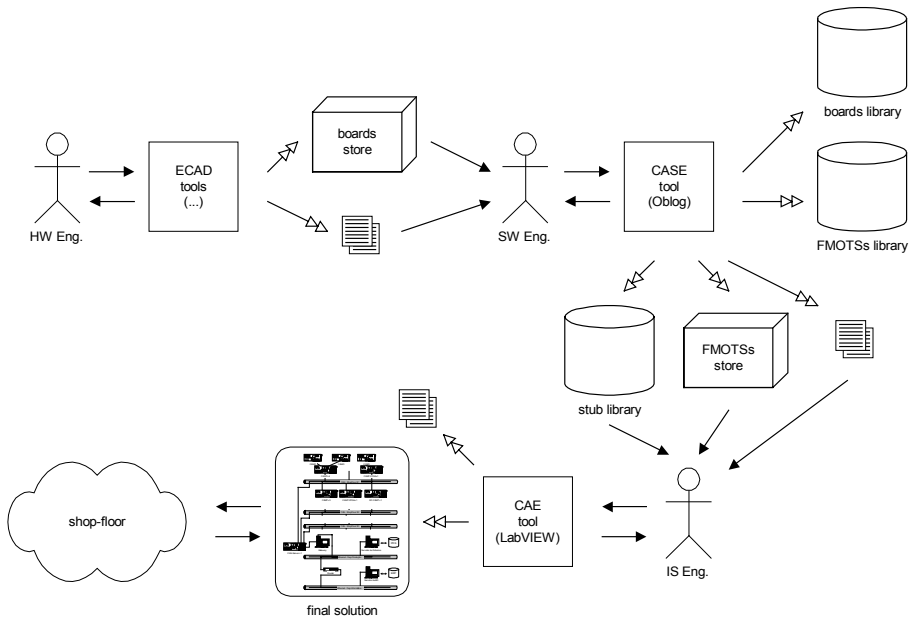 boards library
boards
store
ECAD
tools
(...)
CASE
tool
(Oblog)
HW Eng.
SW Eng.
FMOTSs library
FMOTSs
store
stub library
shop-floor
CAE
tool
(LabVIEW)
IS Eng.
final solution